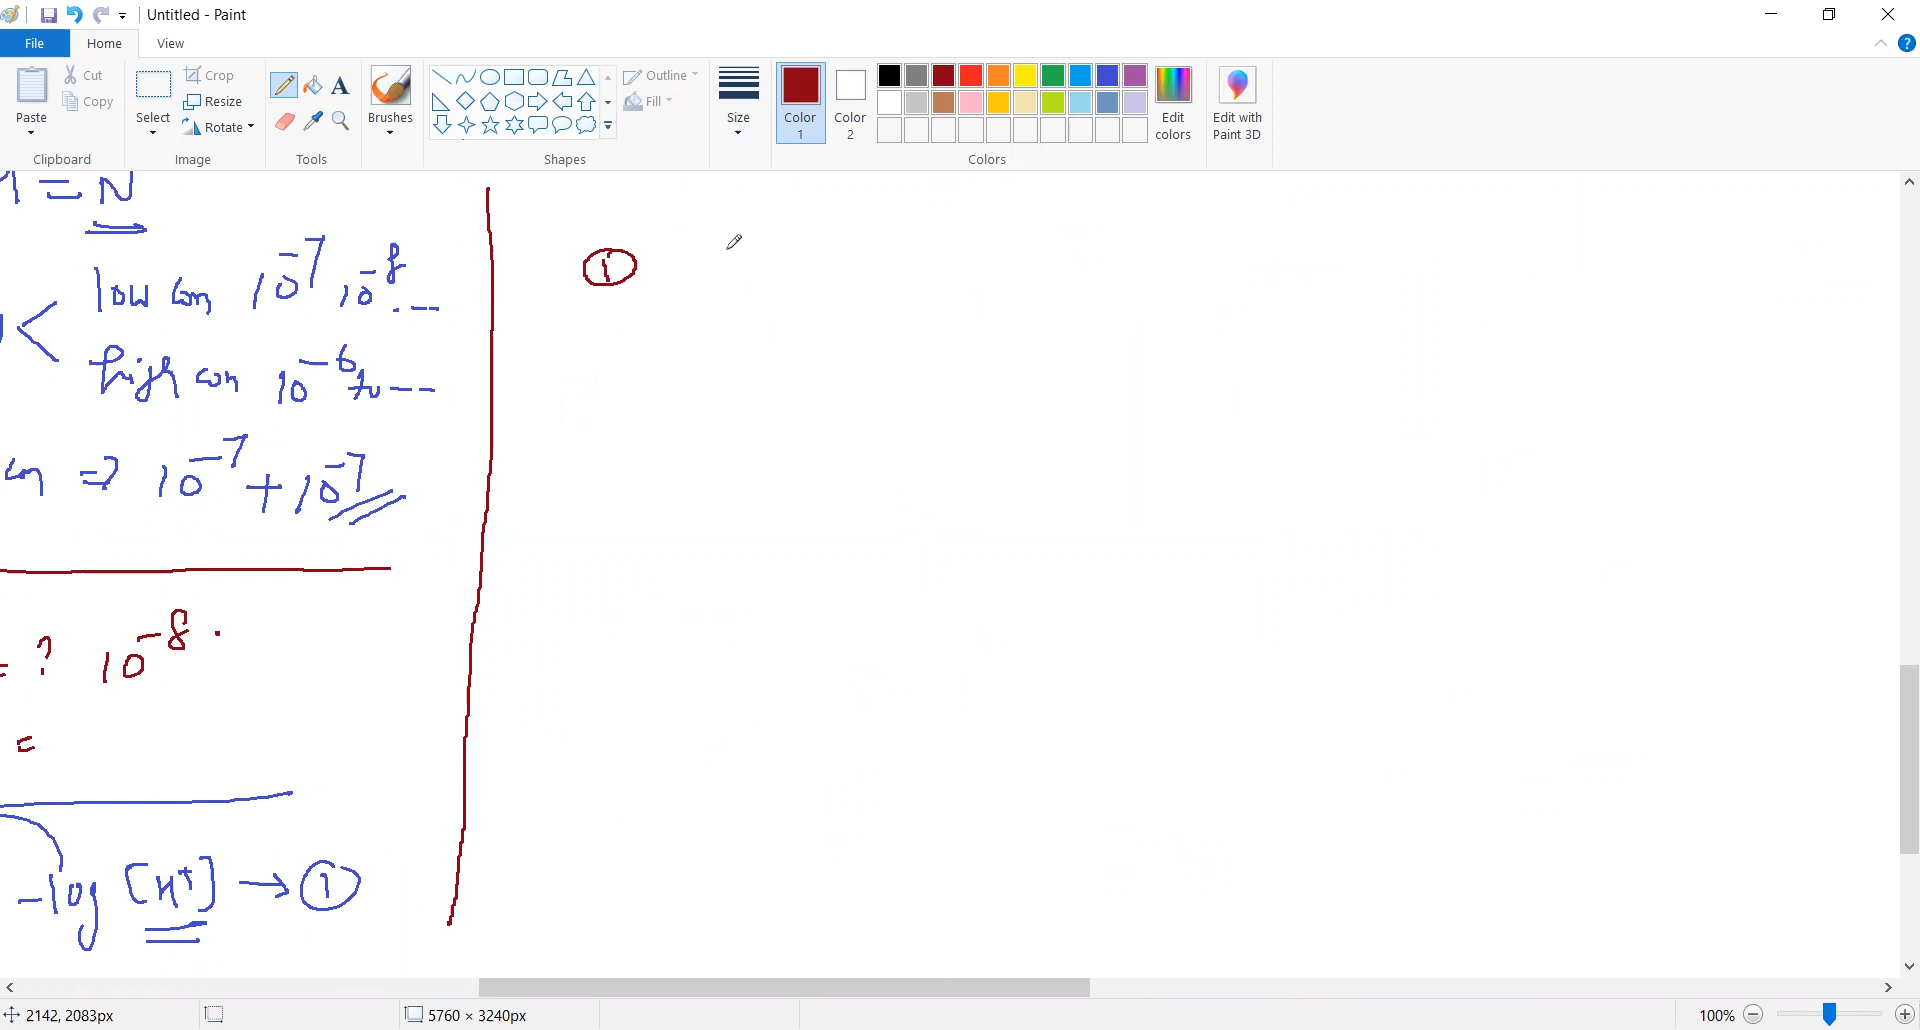 Untitled - Paint
File Home View
Paste
Cut
Copy
Clipboard
Select
Crop
Resize
Rotate
Image
A
Tools
Brushes
Shapes
Outline
Fill
Size
Color 1
Color 2
Colors
Edit colors
Edit with Paint 3D
= N
low con 10⁻⁷ 10⁻⁸ . --
high con 10⁻⁶ to ---
con => 10⁻⁷ + 10⁻⁷
= ? 10⁻⁸ .
=
-log [H⁺] → ①
①
2142, 2083px
5760 × 3240px
100%